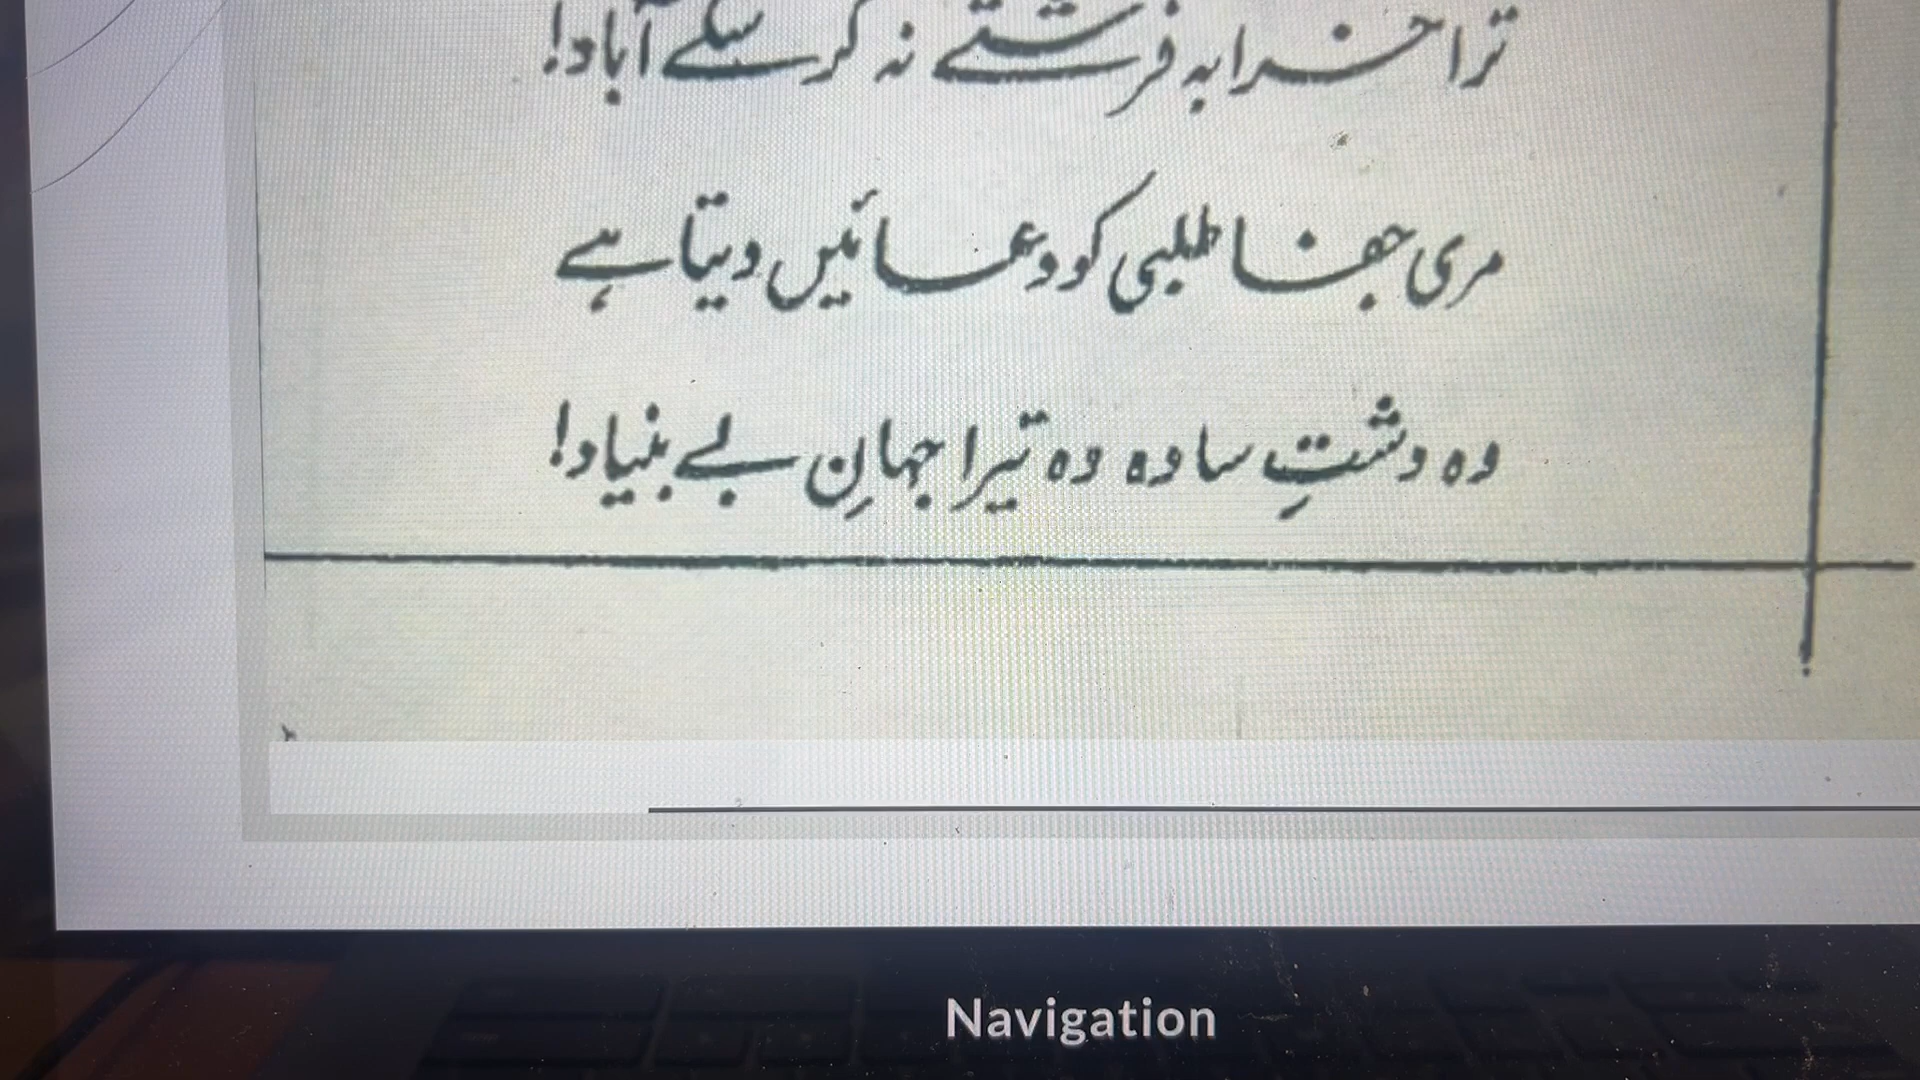 ترا خرابہ فرشتے نہ کر سکے آباد!
مری جفا طلبی کو دعائیں دیتا ہے
وہ دشتِ سادہ وہ تیرا جہانِ بے بنیاد!
Navigation